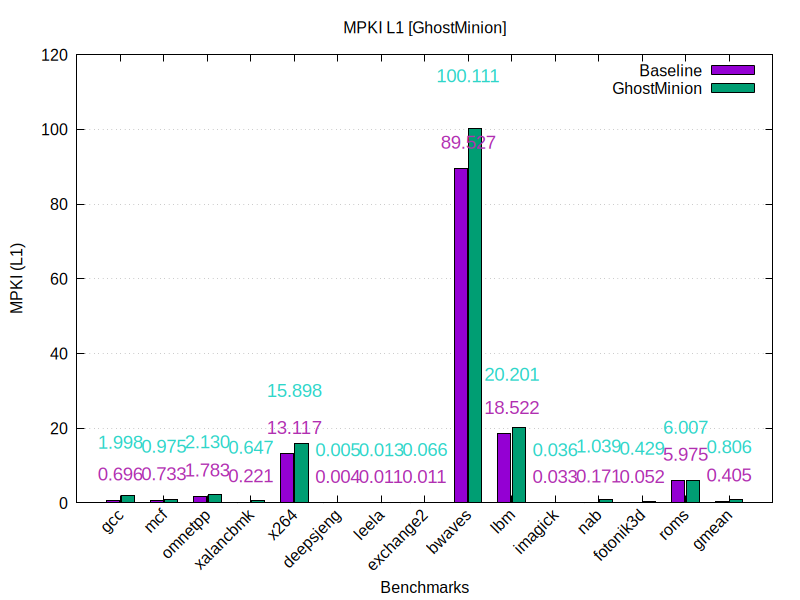 MPKI L1 [GhostMinion]
Baseline
GhostMinion
MPKI (L1)
120
100
80
60
40
20
0
100.111
89.527
20.201
18.522
15.898
13.117
1.998 0.975 2.130 0.647 0.005 0.013 0.066 0.036 1.039 0.429 6.007 0.806
0.696 0.733 1.783 0.221 0.004 0.011 0.011 0.033 0.171 0.052 5.975 0.405
gcc
mcf
omnetpp
xalancbmk
x264
deepsjeng
leela
exchange2
bwaves
lbm
imagick
nab
fotonik3d
roms
gmean
Benchmarks